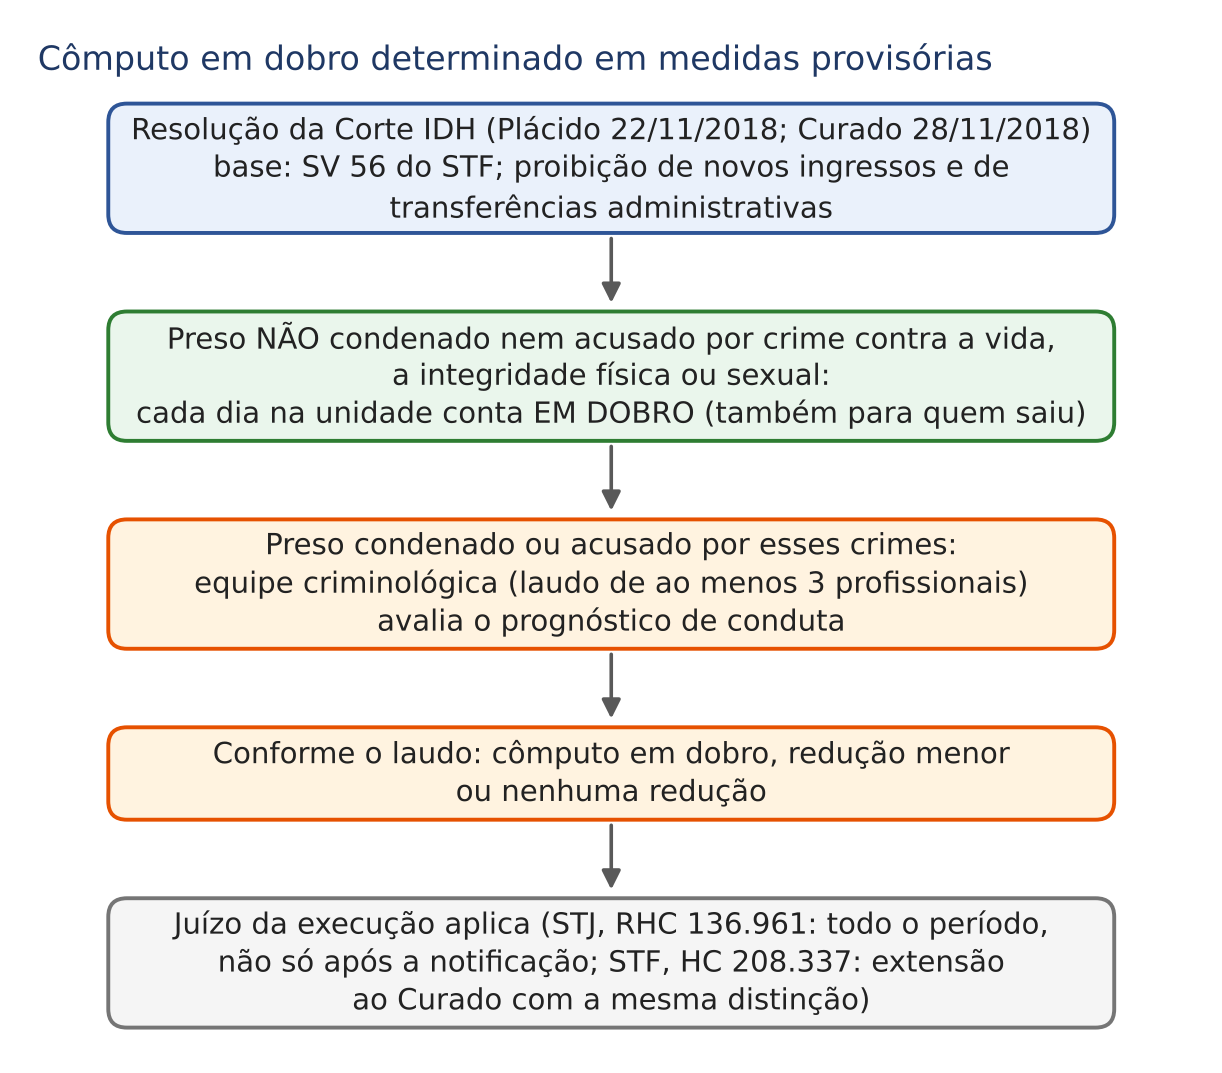 Cômputo em dobro determinado em medidas provisórias
Resolução da Corte IDH (Plácido 22/11/2018; Curado 28/11/2018)
base: SV 56 do STF; proibição de novos ingressos e de
transferências administrativas
Preso NÃO condenado nem acusado por crime contra a vida,
a integridade física ou sexual:
cada dia na unidade conta EM DOBRO (também para quem saiu)
Preso condenado ou acusado por esses crimes:
equipe criminológica (laudo de ao menos 3 profissionais)
avalia o prognóstico de conduta
Conforme o laudo: cômputo em dobro, redução menor
ou nenhuma redução
Juízo da execução aplica (STJ, RHC 136.961: todo o período,
não só após a notificação; STF, HC 208.337: extensão
ao Curado com a mesma distinção)